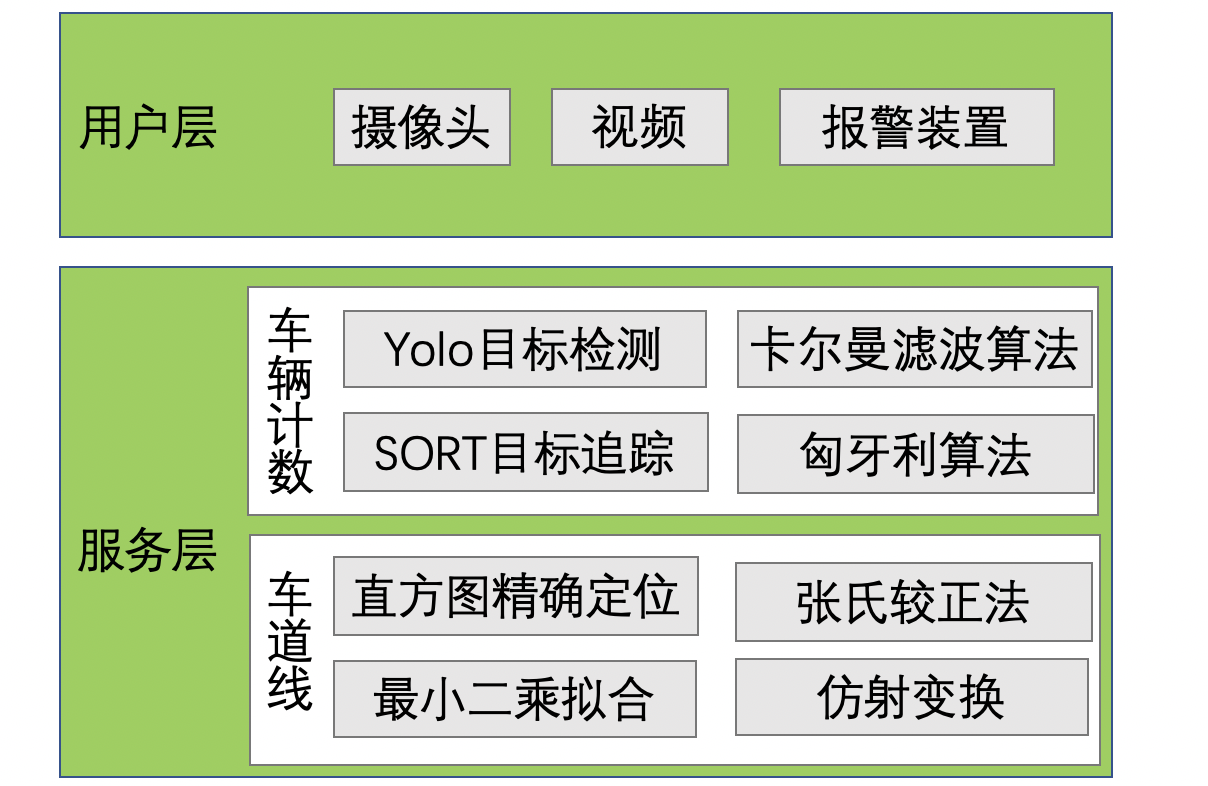 用户层
摄像头
视频
报警装置
服务层
车辆计数
Yolo目标检测
卡尔曼滤波算法
SORT目标追踪
匈牙利算法
车道线
直方图精确定位
张氏较正法
最小二乘拟合
仿射变换